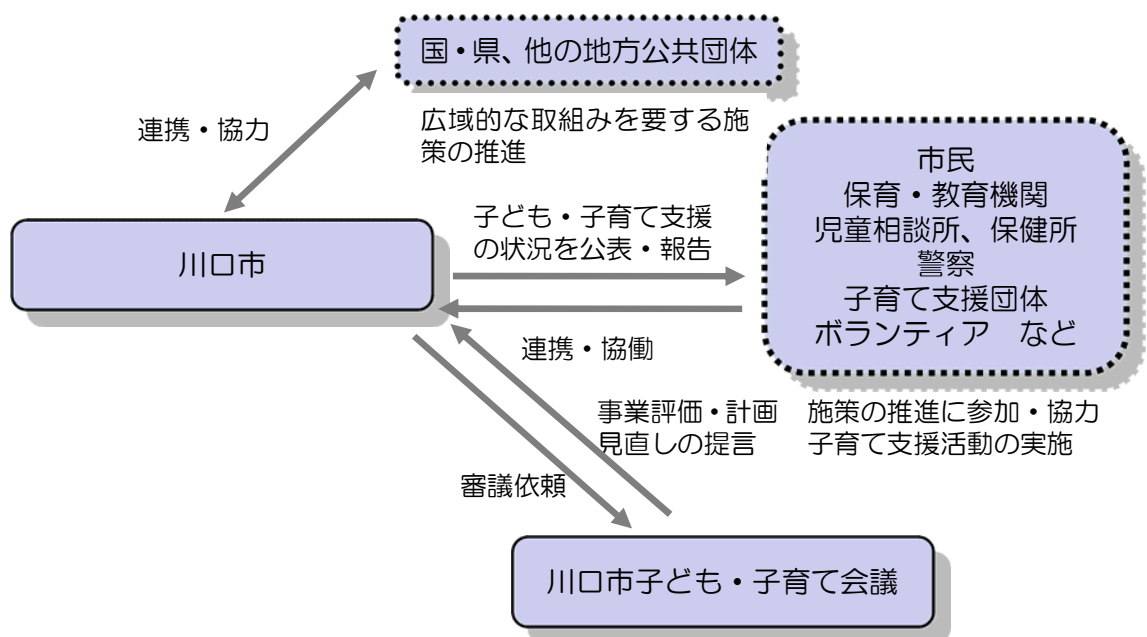 国・県、他の地方公共団体
連携・協力
広域的な取組みを要する施
策の推進
市民
保育・教育機関
児童相談所、保健所
警察
子育て支援団体
ボランティア　など
子ども・子育て支援
の状況を公表・報告
川口市
連携・協働
事業評価・計画
見直しの提言
施策の推進に参加・協力
子育て支援活動の実施
審議依頼
川口市子ども・子育て会議